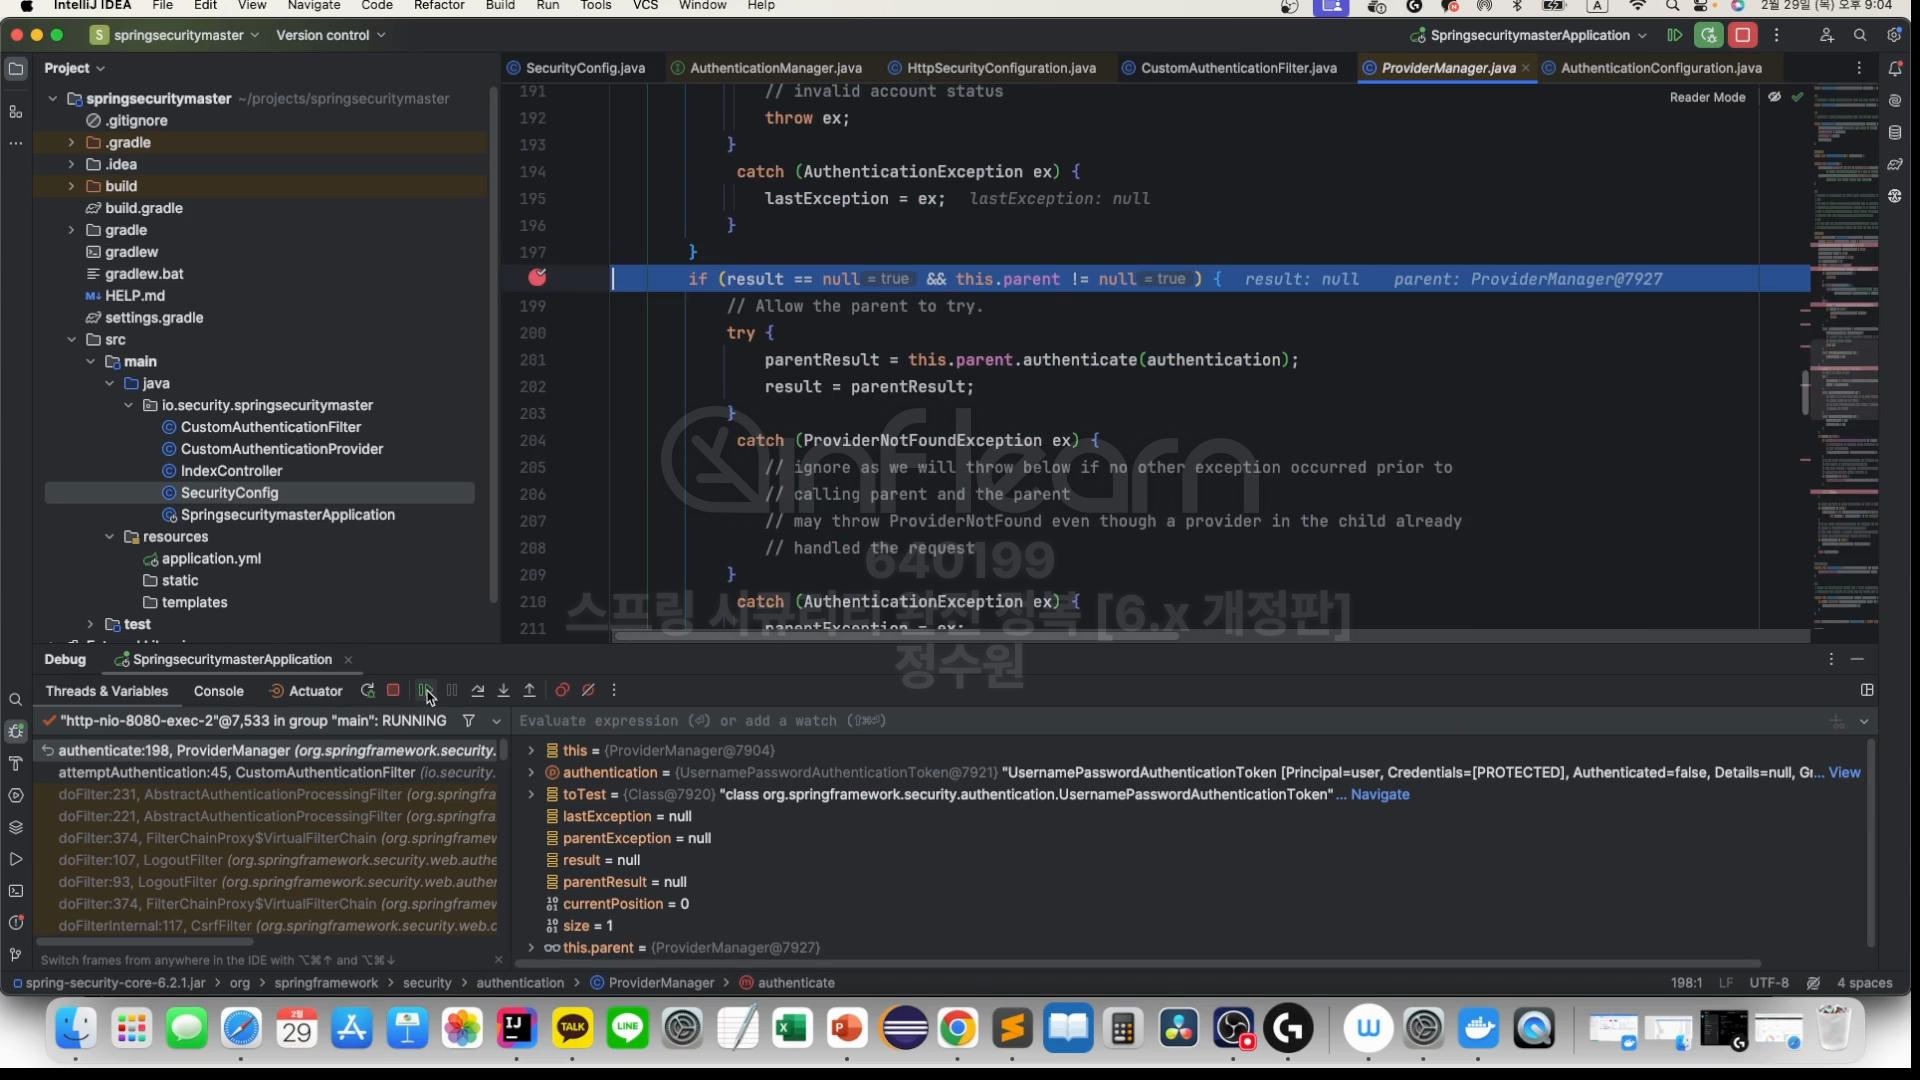 IntelliJ IDEA File Edit View Navigate Code Refactor Build Run Tools VCS Window Help
A 2월 29일 (목) 오후 9:04
S springsecuritymaster Version control SpringsecuritymasterApplication
Project
SecurityConfig.java AuthenticationManager.java HttpSecurityConfiguration.java CustomAuthenticationFilter.java ProviderManager.java AuthenticationConfiguration.java
Reader Mode
springsecuritymaster ~/projects/springsecuritymaster
.gitignore
.gradle
.idea
build
build.gradle
gradle
gradlew
gradlew.bat
HELP.md
settings.gradle
src
main
java
io.security.springsecuritymaster
CustomAuthenticationFilter
CustomAuthenticationProvider
IndexController
SecurityConfig
SpringsecuritymasterApplication
resources
application.yml
static
templates
test
191 // invalid account status
192 throw ex;
193 }
194 catch (AuthenticationException ex) {
195 lastException = ex; lastException: null
196 }
197 }
if (result == null = true && this.parent != null = true ) { result: null parent: ProviderManager@7927
199 // Allow the parent to try.
200 try {
201 parentResult = this.parent.authenticate(authentication);
202 result = parentResult;
203 }
204 catch (ProviderNotFoundException ex) {
205 // ignore as we will throw below if no other exception occurred prior to
206 // calling parent and the parent
207 // may throw ProviderNotFound even though a provider in the child already
208 // handled the request
209 }
210 catch (AuthenticationException ex) {
211 parentException = ex;
inflearn
640199
스프링 시큐리티 완전 정복 [6.x 개정판]
정수원
Debug SpringsecuritymasterApplication
Threads & Variables Console Actuator
"http-nio-8080-exec-2"@7,533 in group "main": RUNNING
authenticate:198, ProviderManager (org.springframework.security.
attemptAuthentication:45, CustomAuthenticationFilter (io.security.
doFilter:231, AbstractAuthenticationProcessingFilter (org.springfra
doFilter:221, AbstractAuthenticationProcessingFilter (org.springfra
doFilter:374, FilterChainProxy$VirtualFilterChain (org.springframew
doFilter:107, LogoutFilter (org.springframework.security.web.authe
doFilter:93, LogoutFilter (org.springframework.security.web.authen
doFilter:374, FilterChainProxy$VirtualFilterChain (org.springframew
doFilterInternal:117, CsrfFilter (org.springframework.security.web.c
Switch frames from anywhere in the IDE with ⌥⌘↑ and ⌥⌘↓
Evaluate expression (⏎) or add a watch (⇧⌘⏎)
this = {ProviderManager@7904}
authentication = {UsernamePasswordAuthenticationToken@7921} "UsernamePasswordAuthenticationToken [Principal=user, Credentials=[PROTECTED], Authenticated=false, Details=null, Gr... View
toTest = {Class@7920} "class org.springframework.security.authentication.UsernamePasswordAuthenticationToken" ... Navigate
lastException = null
parentException = null
result = null
parentResult = null
currentPosition = 0
size = 1
this.parent = {ProviderManager@7927}
spring-security-core-6.2.1.jar > org > springframework > security > authentication > ProviderManager > authenticate
198:1 LF UTF-8 4 spaces
2월
29
IJ
TALK
LINE